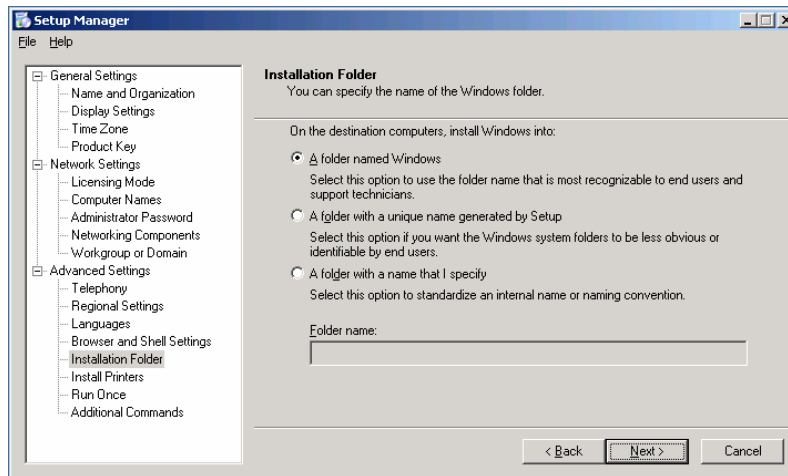 Setup Manager
File Help
General Settings
Name and Organization
Display Settings
Time Zone
Product Key
Network Settings
Licensing Mode
Computer Names
Administrator Password
Networking Components
Workgroup or Domain
Advanced Settings
Telephony
Regional Settings
Languages
Browser and Shell Settings
Installation Folder
Install Printers
Run Once
Additional Commands
Installation Folder
You can specify the name of the Windows folder.
On the destination computers, install Windows into:
A folder named Windows
Select this option to use the folder name that is most recognizable to end users and
support technicians.
A folder with a unique name generated by Setup
Select this option if you want the Windows system folders to be less obvious or
identifiable by end users.
A folder with a name that I specify
Select this option to standardize an internal name or naming convention.
Folder name:
< Back Next > Cancel